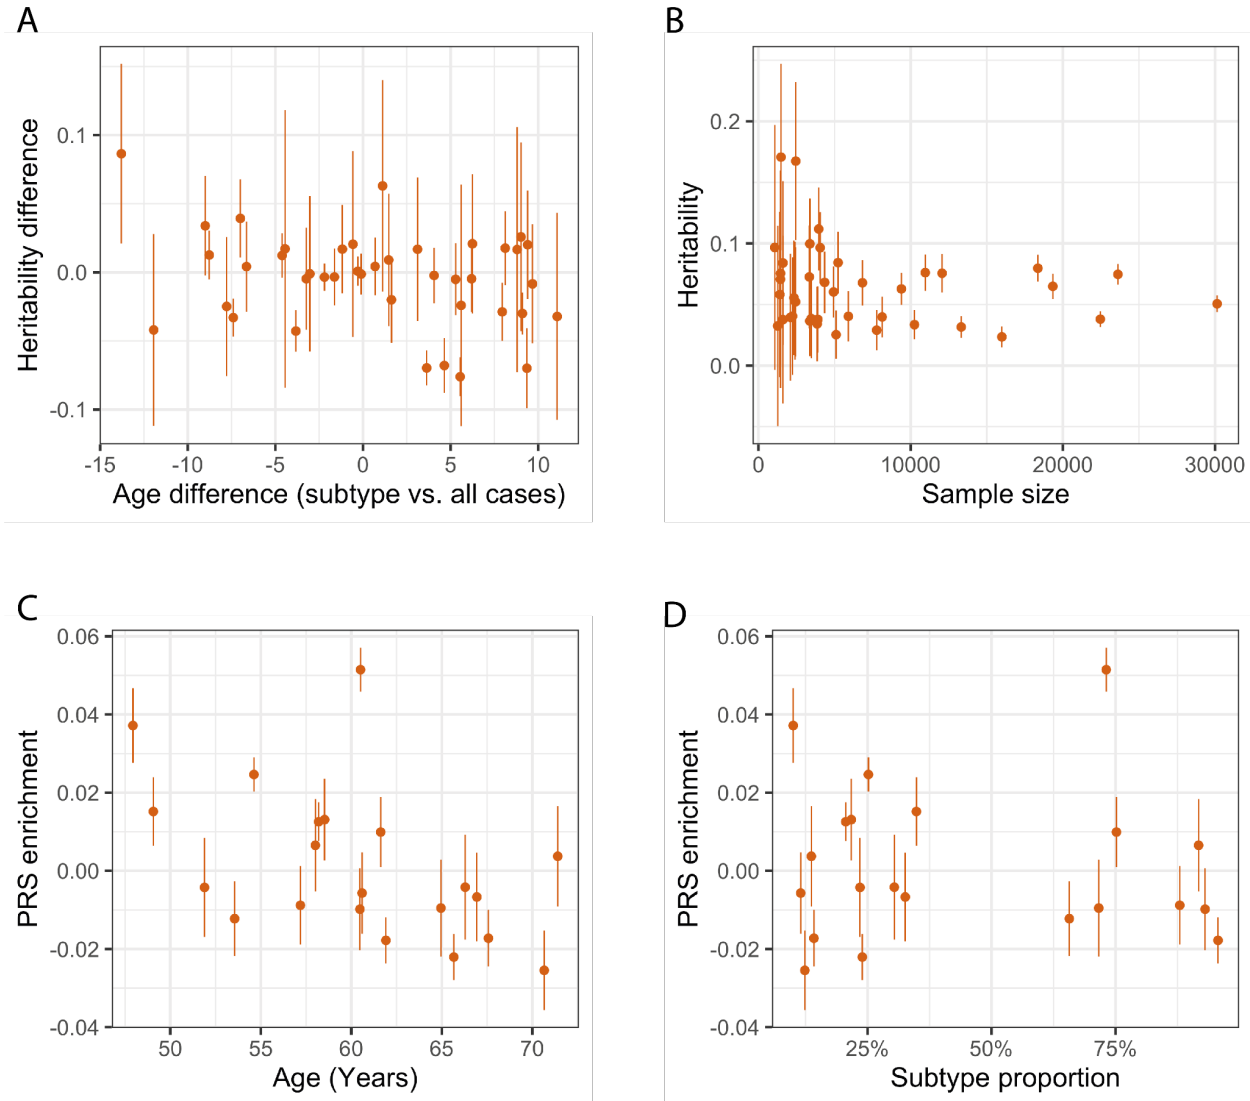 A
Heritability difference
0.1
0.0
-0.1
-15 -10 -5 0 5 10
Age difference (subtype vs. all cases)
B
Heritability
0.2
0.1
0.0
0 10000 20000 30000
Sample size
C
PRS enrichment
0.06
0.04
0.02
0.00
-0.02
-0.04
50 55 60 65 70
Age (Years)
D
PRS enrichment
0.06
0.04
0.02
0.00
-0.02
-0.04
25% 50% 75%
Subtype proportion